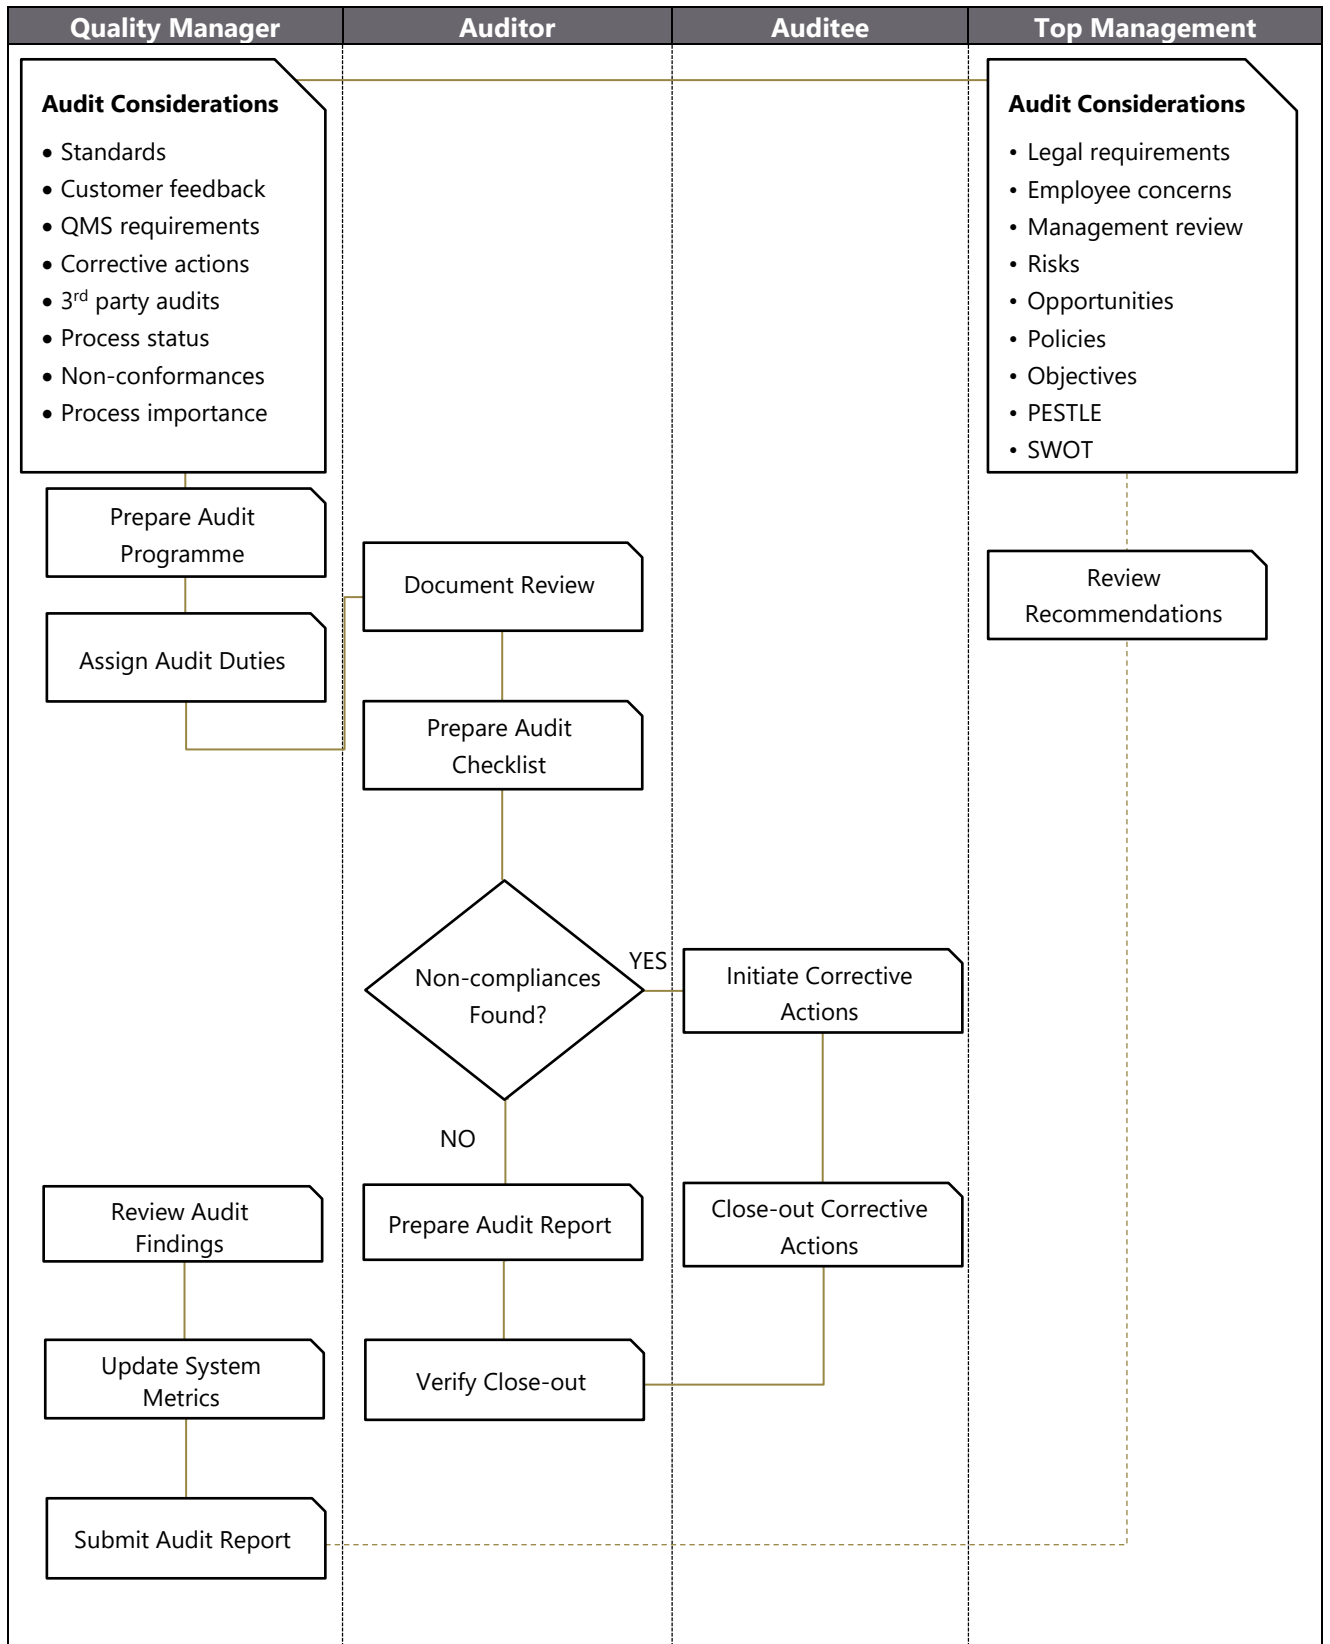 Quality Manager
Auditor
Auditee
Top Management
Audit Considerations
• Standards
• Customer feedback
• QMS requirements
• Corrective actions
• 3rd party audits
• Process status
• Non-conformances
• Process importance
Audit Considerations
• Legal requirements
• Employee concerns
• Management review
• Risks
• Opportunities
• Policies
• Objectives
• PESTLE
• SWOT
Prepare Audit
Programme
Assign Audit Duties
Document Review
Review
Recommendations
Prepare Audit
Checklist
Non-compliances
Found?
YES
Initiate Corrective
Actions
NO
Review Audit
Findings
Prepare Audit Report
Close-out Corrective
Actions
Update System
Metrics
Verify Close-out
Submit Audit Report